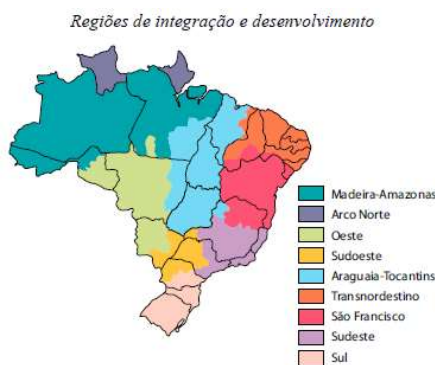 Regiões de integração e desenvolvimento
Madeira-Amazonas
Arco Norte
Oeste
Sudoeste
Araguaia-Tocantins
Transnordestino
São Francisco
Sudeste
Sul